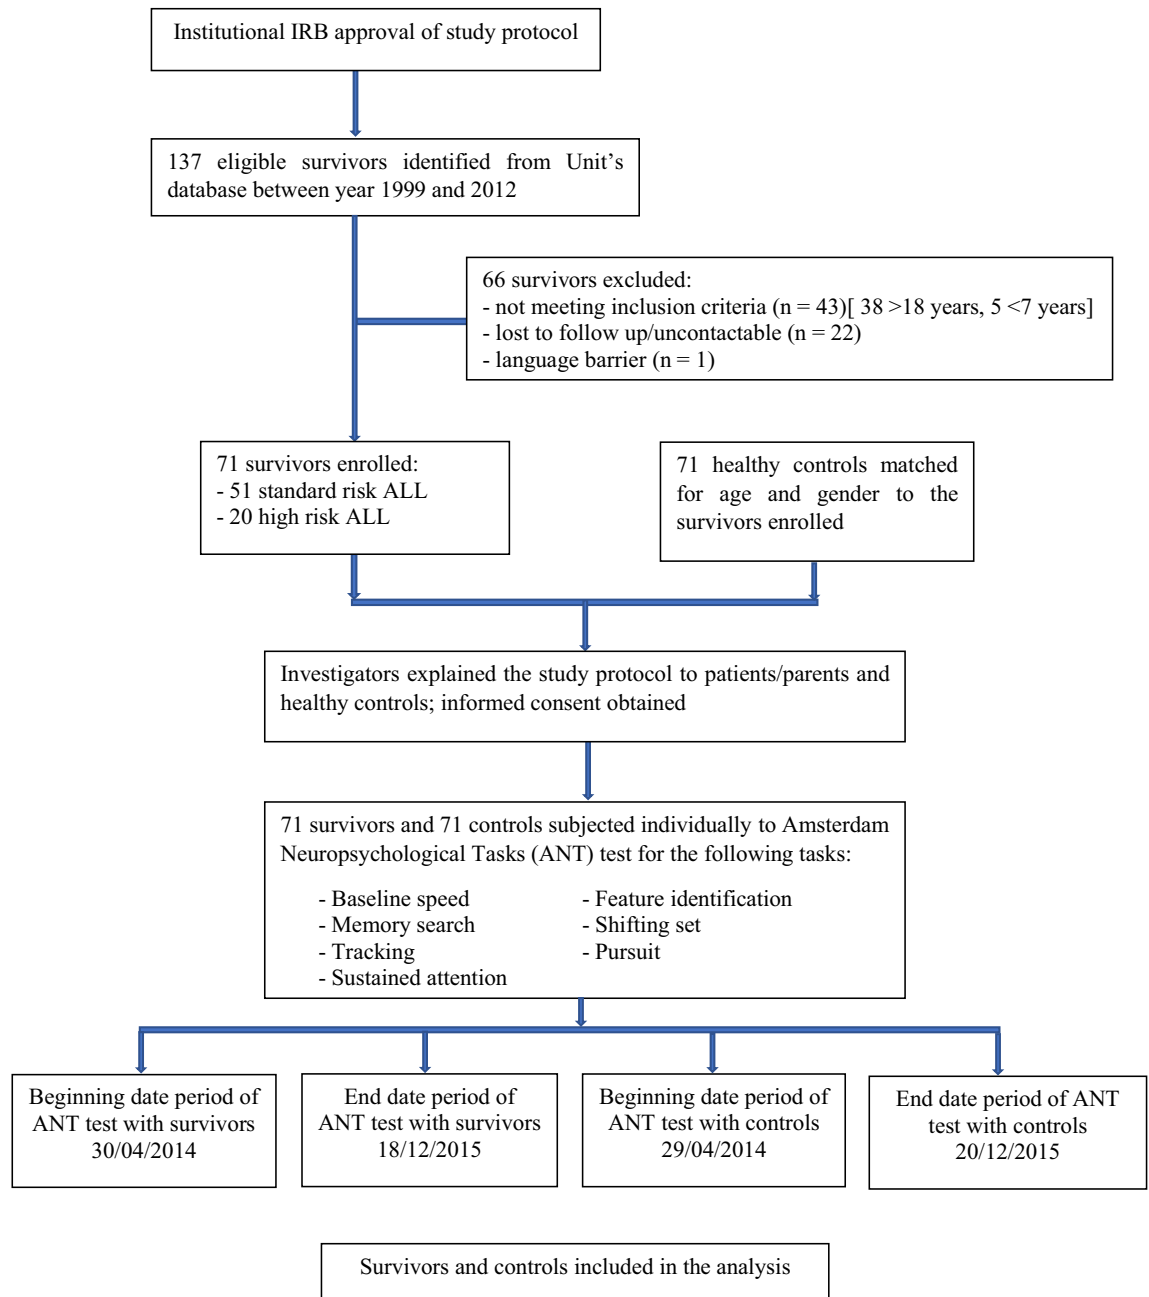 Institutional IRB approval of study protocol
137 eligible survivors identified from Unit's
database between year 1999 and 2012
66 survivors excluded:
- not meeting inclusion criteria (n = 43)[ 38 >18 years, 5 <7 years]
- lost to follow up/uncontactable (n = 22)
- language barrier (n = 1)
71 survivors enrolled:
- 51 standard risk ALL
- 20 high risk ALL
71 healthy controls matched
for age and gender to the
survivors enrolled
Investigators explained the study protocol to patients/parents and
healthy controls; informed consent obtained
71 survivors and 71 controls subjected individually to Amsterdam
Neuropsychological Tasks (ANT) test for the following tasks:
- Baseline speed
- Memory search
- Tracking
- Sustained attention
- Feature identification
- Shifting set
- Pursuit
Beginning date period of
ANT test with survivors
30/04/2014
End date period of
ANT test with survivors
18/12/2015
Beginning date period of
ANT test with controls
29/04/2014
End date period of ANT
test with controls
20/12/2015
Survivors and controls included in the analysis